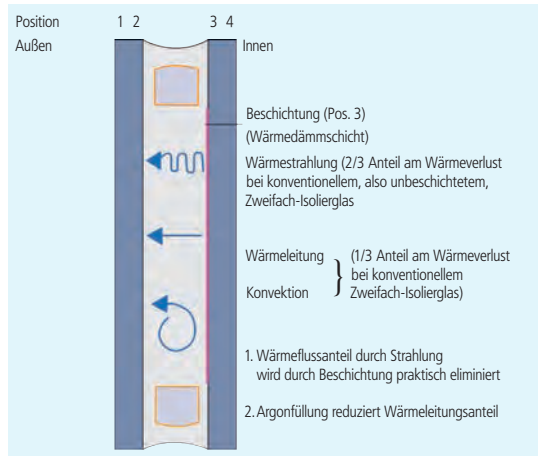 Position 1 2 3 4
Außen Innen
Beschichtung (Pos. 3)
(Wärmedämmschicht)
Wärmestrahlung (2/3 Anteil am Wärmeverlust
bei konventionellem, also unbeschichtetem,
Zweifach-Isolierglas
Wärmeleitung
Konvektion
} (1/3 Anteil am Wärmeverlust
bei konventionellem
Zweifach-Isolierglas)
1. Wärmeflussanteil durch Strahlung
wird durch Beschichtung praktisch eliminiert
2. Argonfüllung reduziert Wärmeleitungsanteil